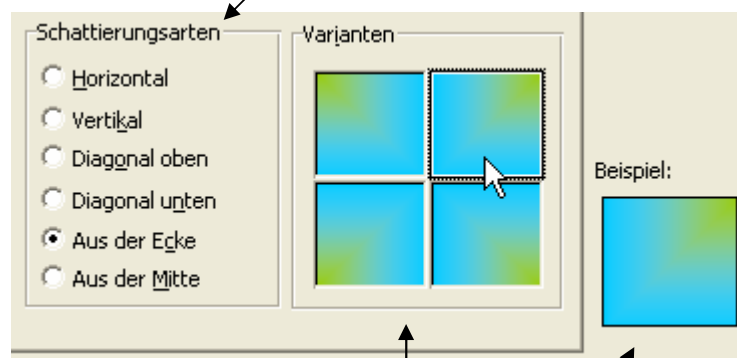 Schattierungsarten
Horizontal
Vertikal
Diagonal oben
Diagonal unten
Aus der Ecke
Aus der Mitte
Varianten
Beispiel: